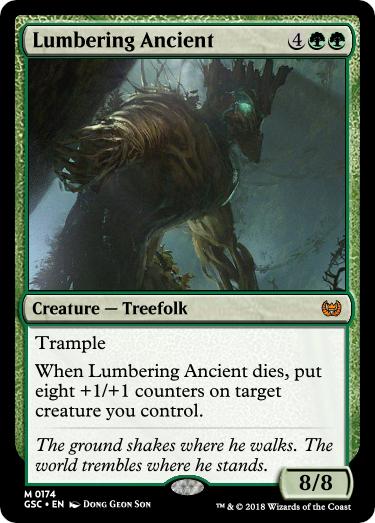 Lumbering Ancient 4
Creature — Treefolk
Trample
When Lumbering Ancient dies, put
eight +1/+1 counters on target
creature you control.
The ground shakes where he walks. The
world trembles where he stands.
8/8
M 0174
GSC • EN Dong Geon Son
™ & © 2018 Wizards of the Coast